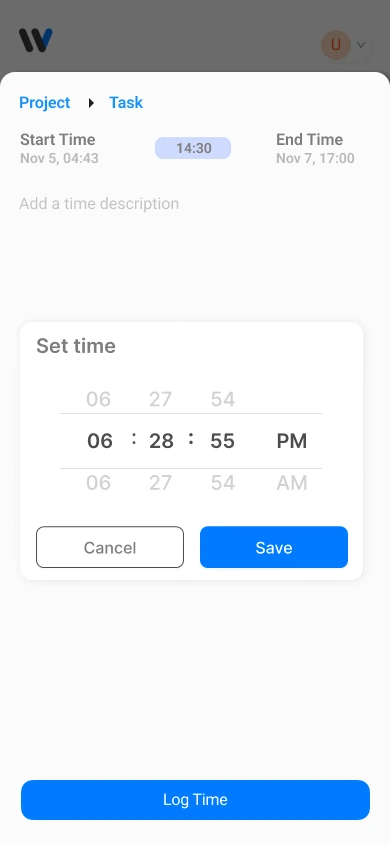 U
Project Task
Start Time
Nov 5, 04:43
14:30
End Time
Nov 7, 17:00
Add a time description
Set time
06 27 54
06 : 28 : 55 PM
06 27 54 AM
Cancel
Save
Log Time